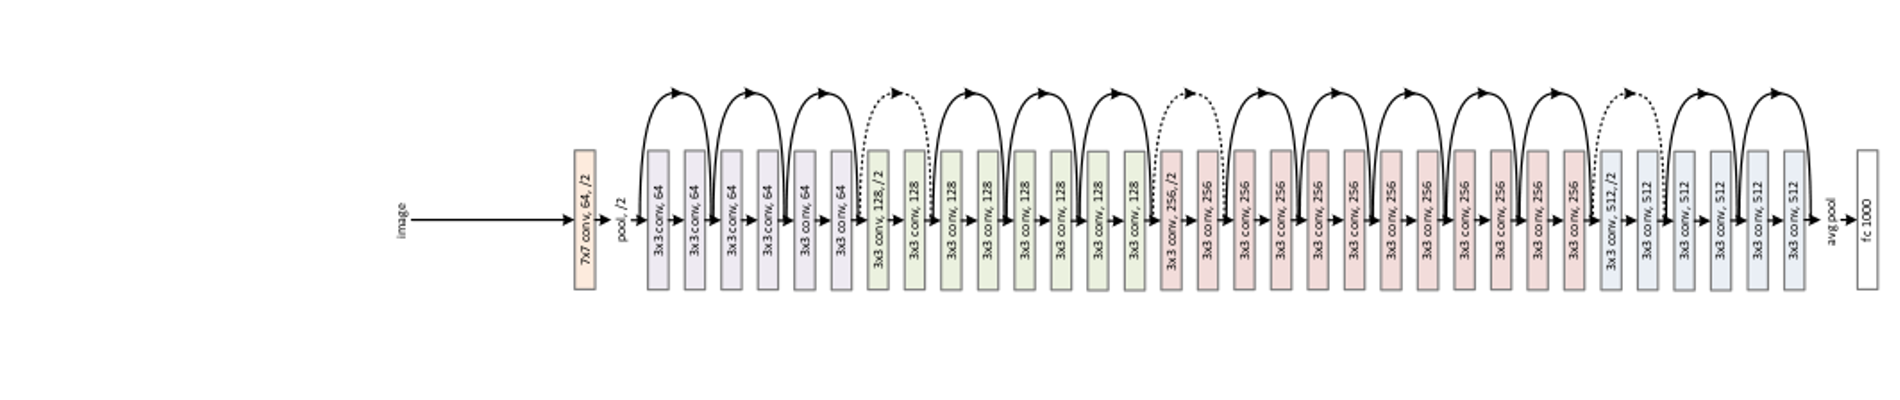 image
7x7 conv, 64, /2
pool, /2
3x3 conv, 64
3x3 conv, 64
3x3 conv, 64
3x3 conv, 64
3x3 conv, 64
3x3 conv, 64
3x3 conv, 128, /2
3x3 conv, 128
3x3 conv, 128
3x3 conv, 128
3x3 conv, 128
3x3 conv, 128
3x3 conv, 128
3x3 conv, 128
3x3 conv, 256, /2
3x3 conv, 256
3x3 conv, 256
3x3 conv, 256
3x3 conv, 256
3x3 conv, 256
3x3 conv, 256
3x3 conv, 256
3x3 conv, 256
3x3 conv, 256
3x3 conv, 256
3x3 conv, 256
3x3 conv, 512, /2
3x3 conv, 512
3x3 conv, 512
3x3 conv, 512
3x3 conv, 512
3x3 conv, 512
avg pool
fc 1000